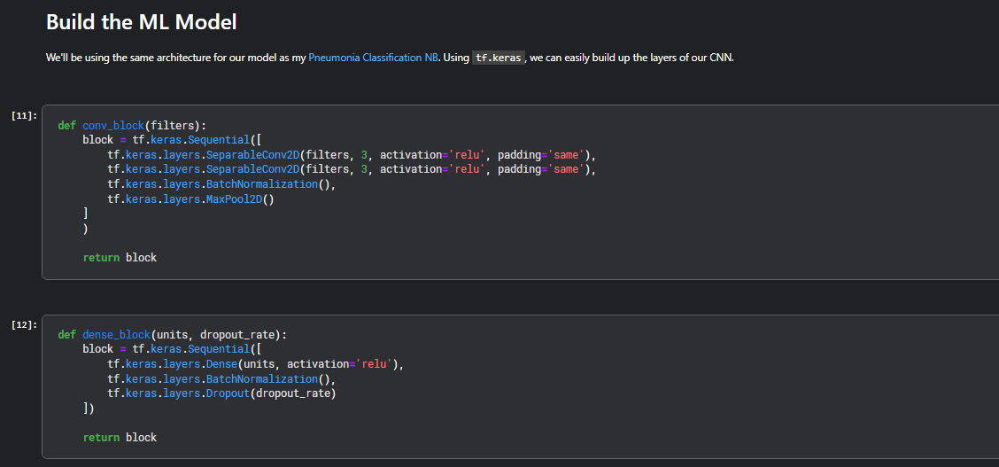 Build the ML Model
We'll be using the same architecture for our model as my Pneumonia Classification NB. Using tf.keras, we can easily build up the layers of our CNN.
[11]:
def conv_block(filters):
    block = tf.keras.Sequential([
        tf.keras.layers.SeparableConv2D(filters, 3, activation='relu', padding='same'),
        tf.keras.layers.SeparableConv2D(filters, 3, activation='relu', padding='same'),
        tf.keras.layers.BatchNormalization(),
        tf.keras.layers.MaxPool2D()
    ]
    )
    return block
[12]:
def dense_block(units, dropout_rate):
    block = tf.keras.Sequential([
        tf.keras.layers.Dense(units, activation='relu'),
        tf.keras.layers.BatchNormalization(),
        tf.keras.layers.Dropout(dropout_rate)
    ])
    return block